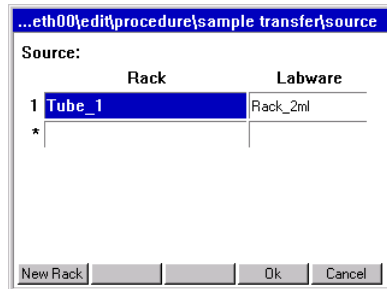 ...eth00\edit\procedure\sample transfer\source
Source:
Rack Labware
1 Tube_1 Rack_2ml
*
New Rack Ok Cancel